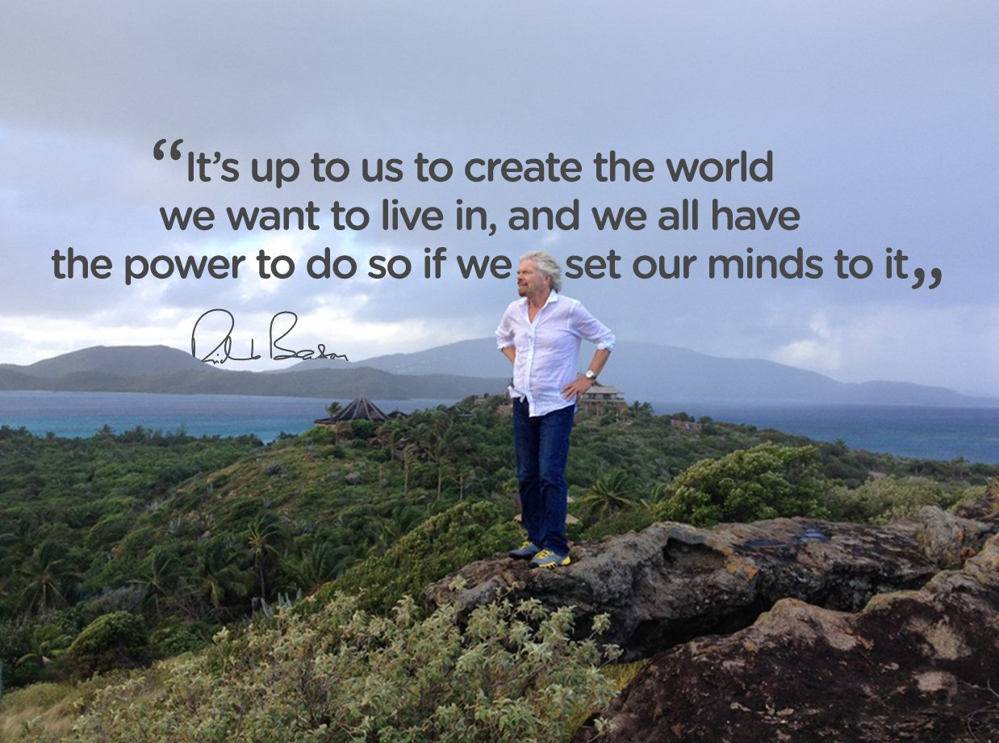 “It’s up to us to create the world
we want to live in, and we all have
the power to do so if we set our minds to it„